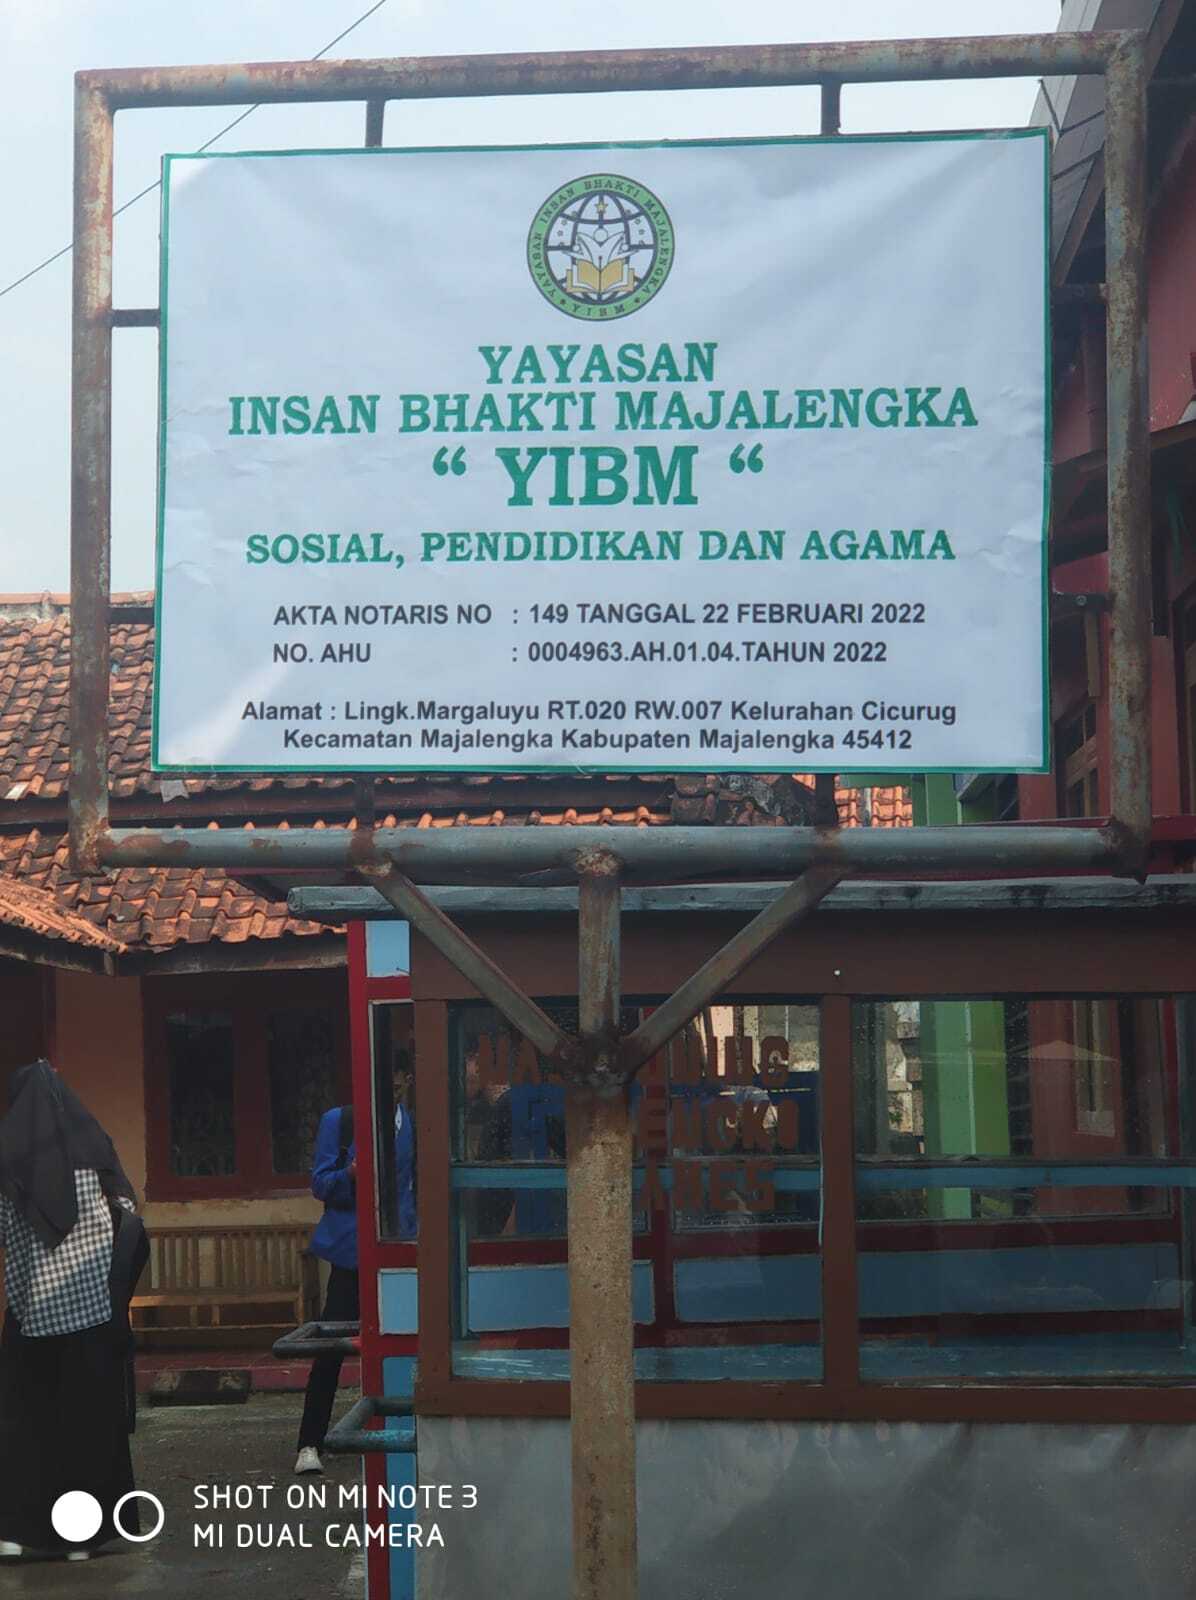 YAYASAN INSAN BHAKTI MAJALENGKA
YIBM
YAYASAN
INSAN BHAKTI MAJALENGKA
“ YIBM “
SOSIAL, PENDIDIKAN DAN AGAMA
AKTA NOTARIS NO : 149 TANGGAL 22 FEBRUARI 2022
NO. AHU : 0004963.AH.01.04.TAHUN 2022
Alamat : Lingk.Margaluyu RT.020 RW.007 Kelurahan Cicurug
Kecamatan Majalengka Kabupaten Majalengka 45412
SHOT ON MI NOTE 3
MI DUAL CAMERA